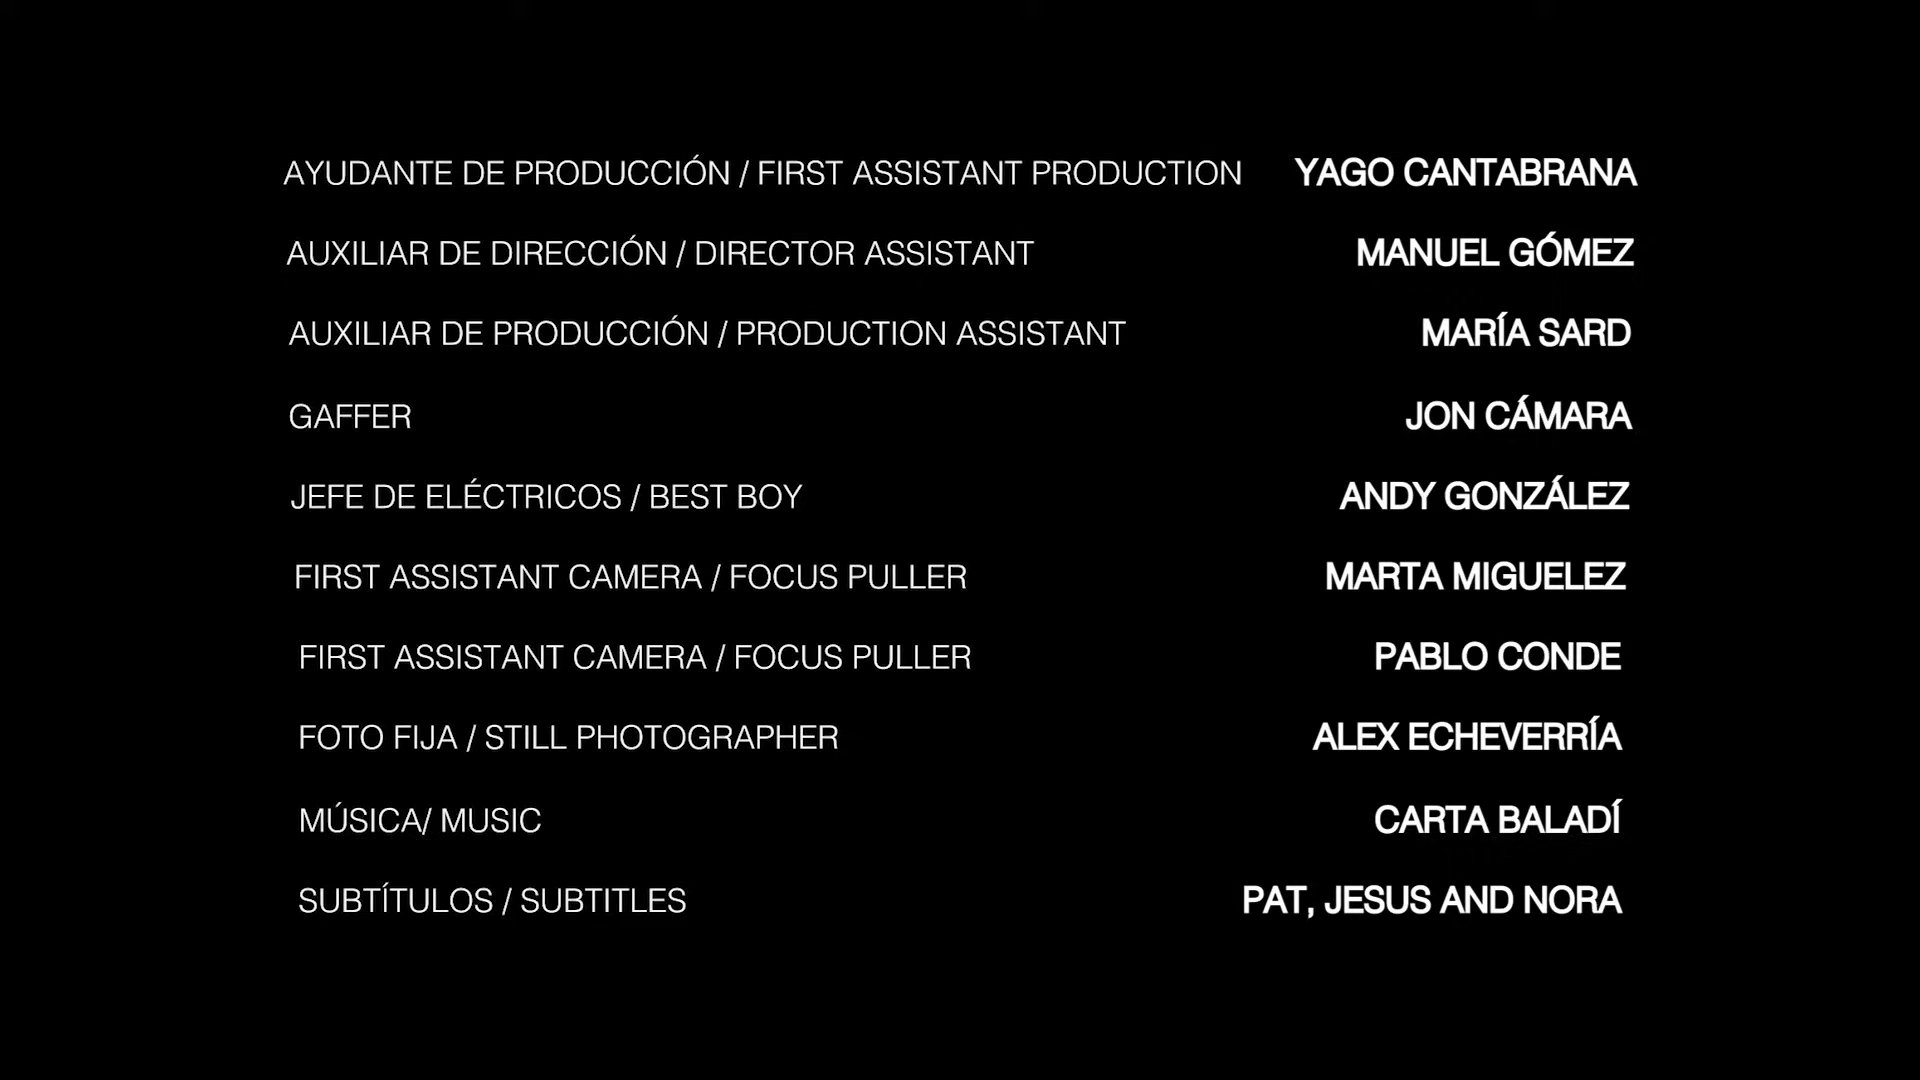 AYUDANTE DE PRODUCCIÓN / FIRST ASSISTANT PRODUCTION YAGO CANTABRANA
AUXILIAR DE DIRECCIÓN / DIRECTOR ASSISTANT MANUEL GÓMEZ
AUXILIAR DE PRODUCCIÓN / PRODUCTION ASSISTANT MARÍA SARD
GAFFER JON CÁMARA
JEFE DE ELÉCTRICOS / BEST BOY ANDY GONZÁLEZ
FIRST ASSISTANT CAMERA / FOCUS PULLER MARTA MIGUELEZ
FIRST ASSISTANT CAMERA / FOCUS PULLER PABLO CONDE
FOTO FIJA / STILL PHOTOGRAPHER ALEX ECHEVERRÍA
MÚSICA/ MUSIC CARTA BALADÍ
SUBTÍTULOS / SUBTITLES PAT, JESUS AND NORA